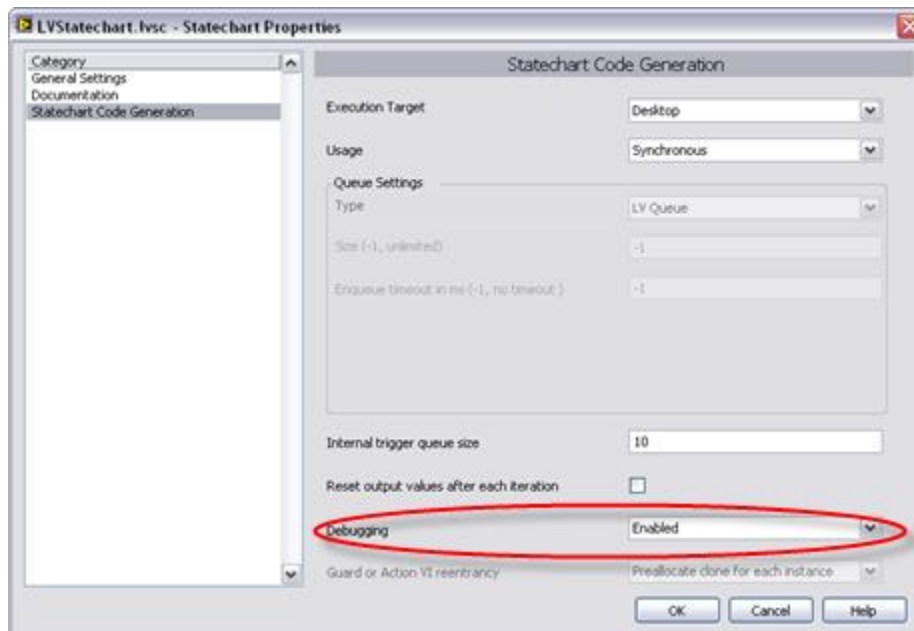 LVStatechart.lvsc - Statechart Properties
Category
General Settings
Documentation
Statechart Code Generation
Statechart Code Generation
Execution Target
Desktop
Usage
Synchronous
Queue Settings
Type
LV Queue
Size (-1, unlimited)
-1
Enqueue timeout in ms (-1, no timeout )
-1
Internal trigger queue size
10
Reset output values after each iteration
Debugging
Enabled
Guard or Action VI reentrancy
Preallocate clone for each instance
OK
Cancel
Help